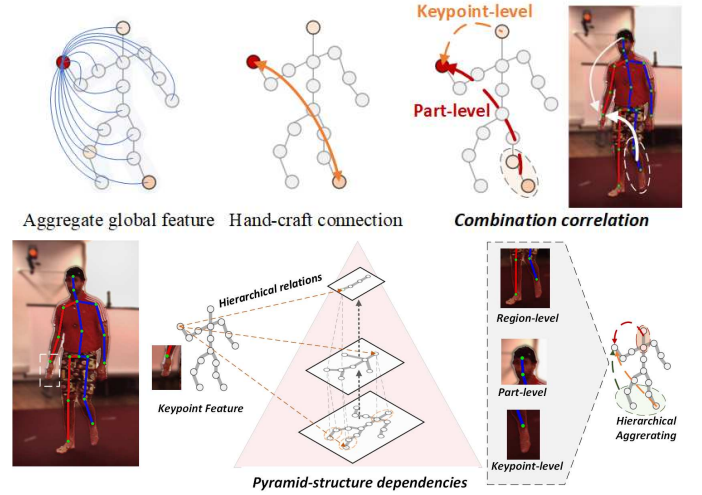 Keypoint-level
Part-level
Aggregate global feature
Hand-craft connection
Combination correlation
Hierarchical relations
Keypoint Feature
Pyramid-structure dependencies
Region-level
Part-level
Keypoint-level
Hierarchical
Aggrerating